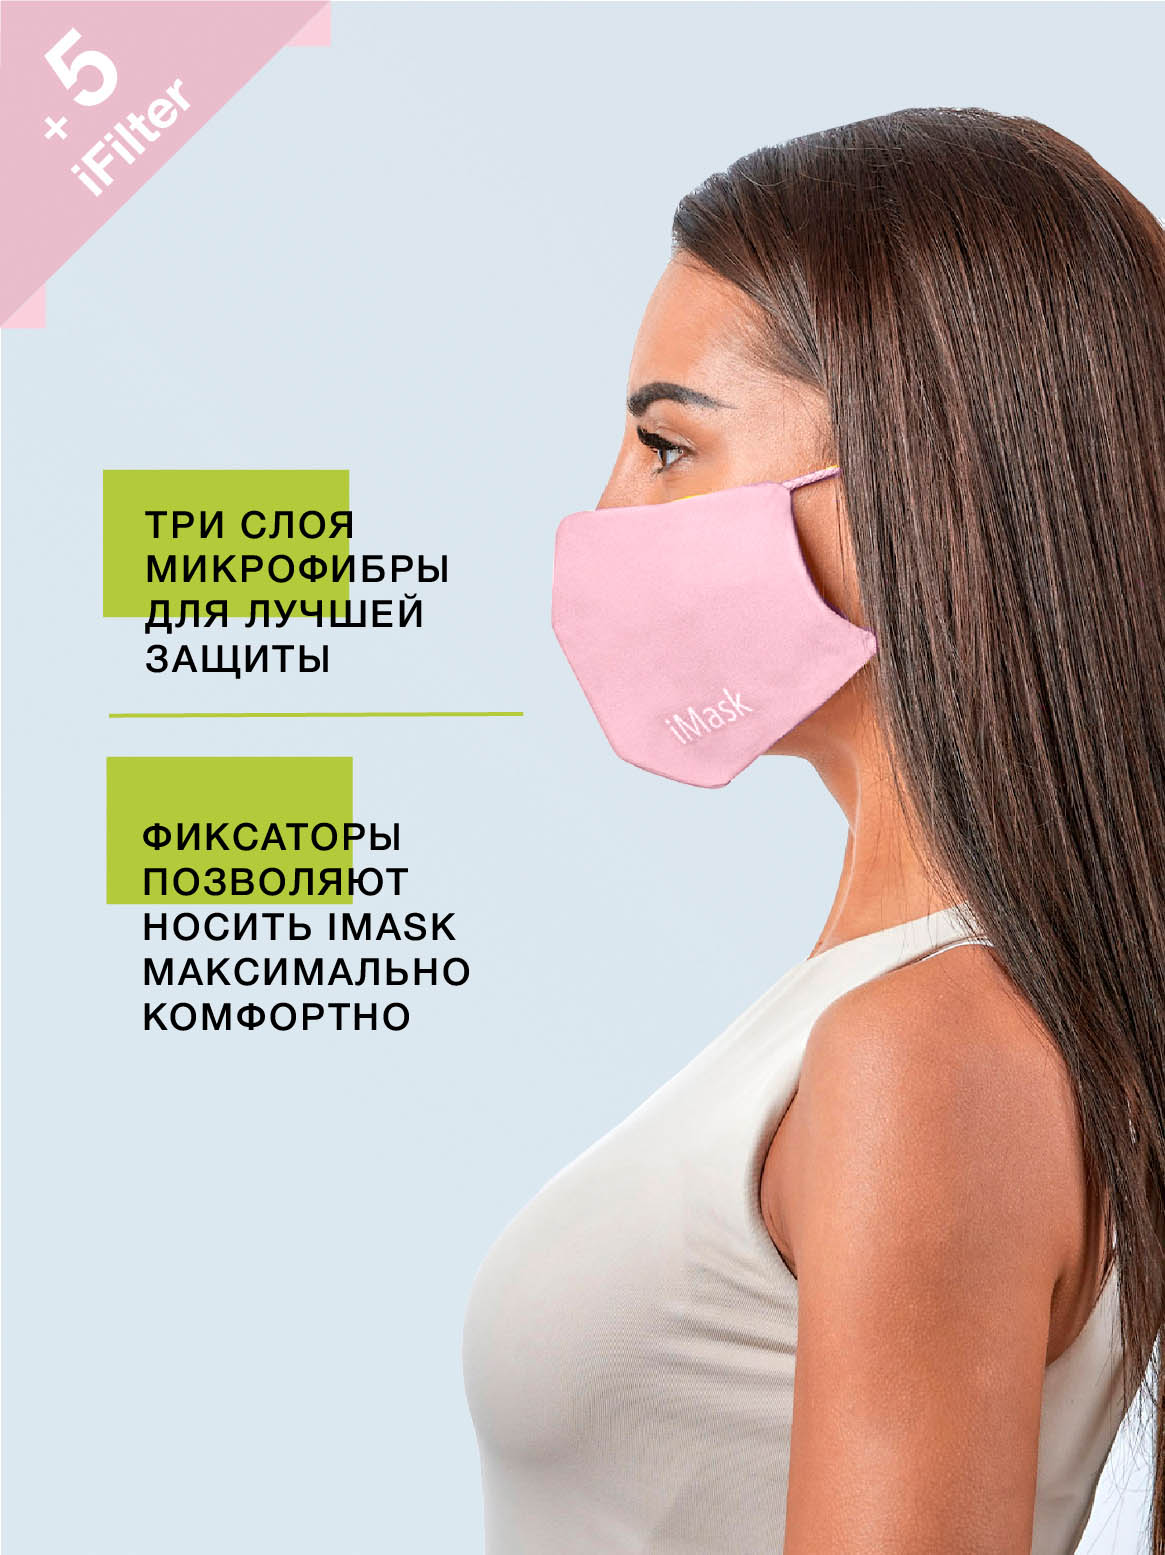 + 5
iFilter
ТРИ СЛОЯ
МИКРОФИБРЫ
ДЛЯ ЛУЧШЕЙ
ЗАЩИТЫ
iMask
ФИКСАТОРЫ
ПОЗВОЛЯЮТ
НОСИТЬ IMASK
МАКСИМАЛЬНО
КОМФОРТНО